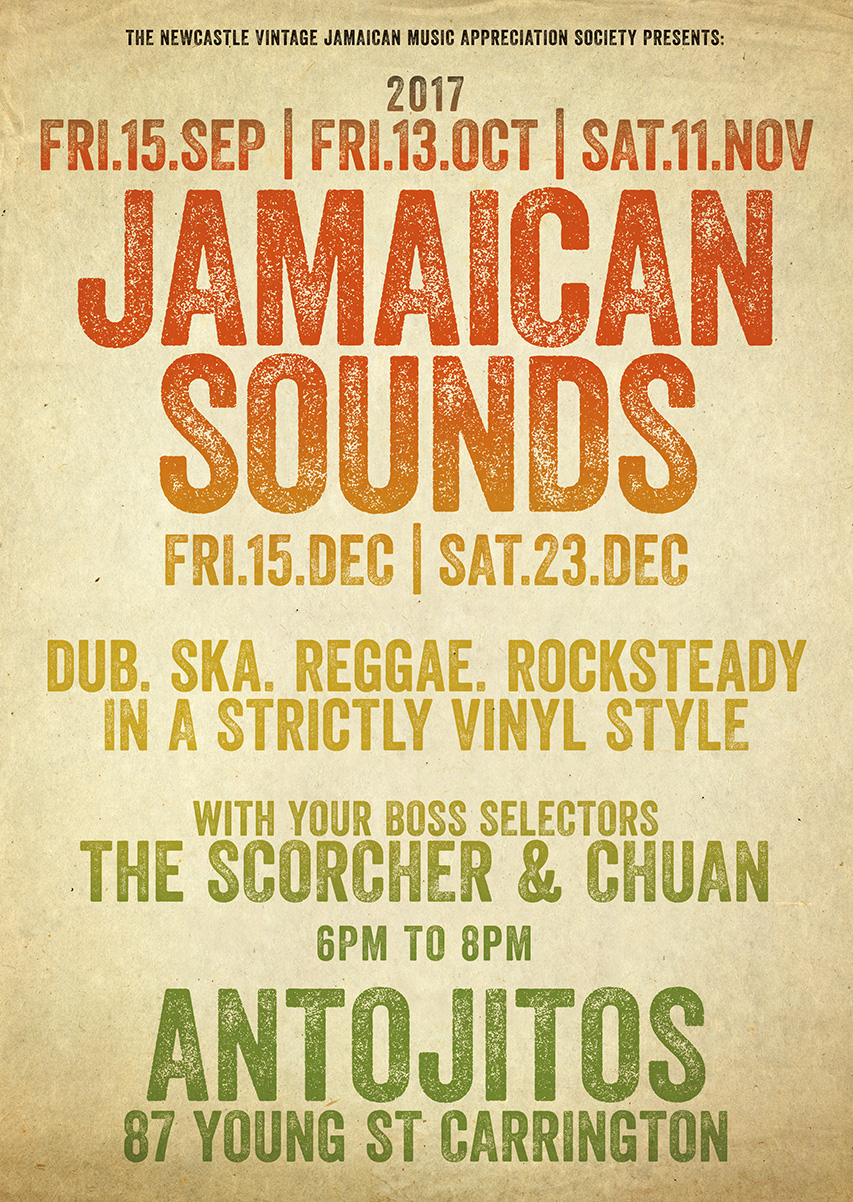 THE NEWCASTLE VINTAGE JAMAICAN MUSIC APPRECIATION SOCIETY PRESENTS:
2017
FRI.15.SEP | FRI.13.OCT | SAT.11.NOV
JAMAICAN
SOUNDS
FRI.15.DEC | SAT.23.DEC
DUB. SKA. REGGAE. ROCKSTEADY
IN A STRICTLY VINYL STYLE
WITH YOUR BOSS SELECTORS
THE SCORCHER & CHUAN
6PM TO 8PM
ANTOJITOS
87 YOUNG ST CARRINGTON